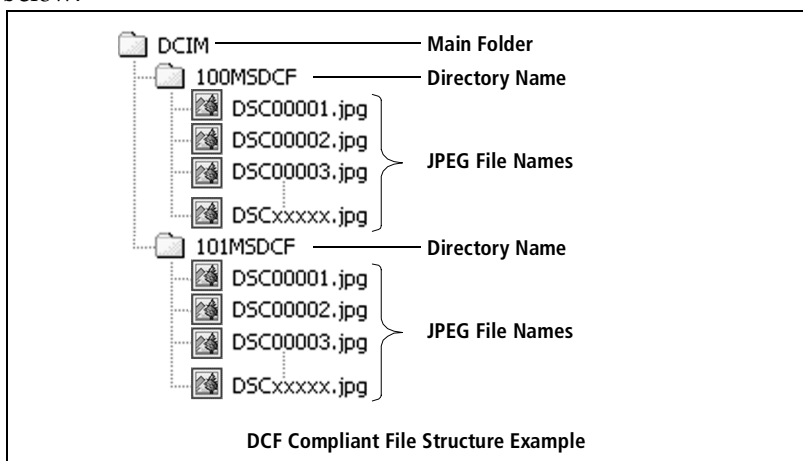 DCIM Main Folder
100MSDCF Directory Name
DSC00001.jpg
DSC00002.jpg
DSC00003.jpg
JPEG File Names
DSCxxxxx.jpg
101MSDCF Directory Name
DSC00001.jpg
DSC00002.jpg
DSC00003.jpg
JPEG File Names
DSCxxxxx.jpg
DCF Compliant File Structure Example